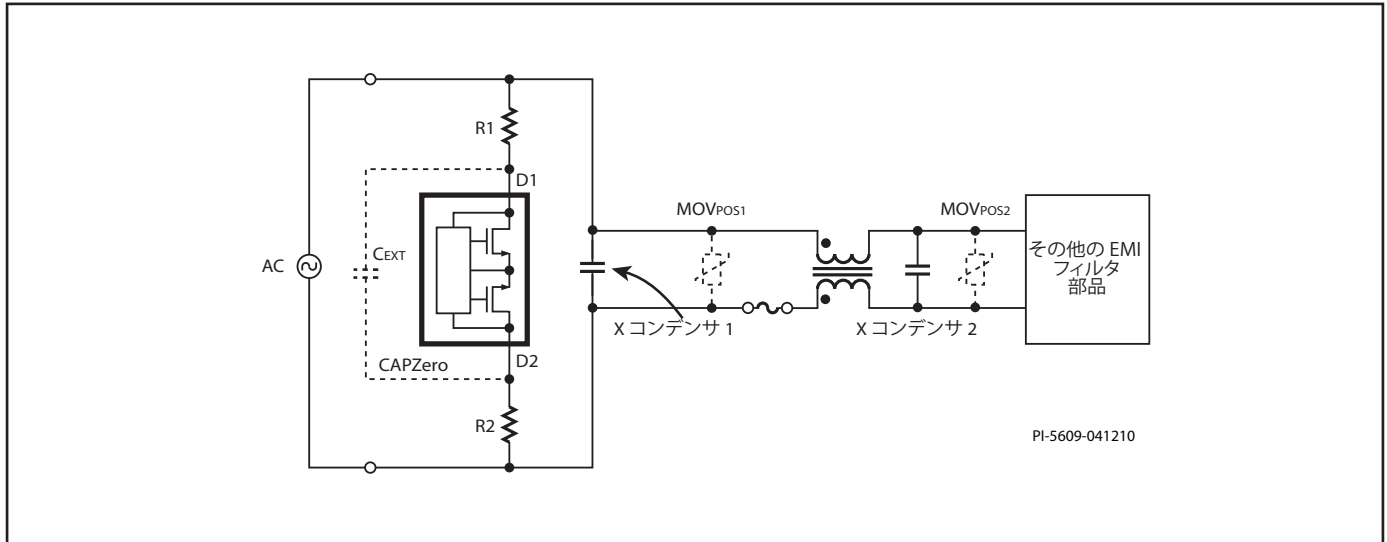 R1
D1
MOVPOS1
MOVPOS2
その他の EMI
フィルタ
部品
AC
CEXT
X コンデンサ 1
X コンデンサ 2
CAPZero
D2
R2
PI-5609-041210